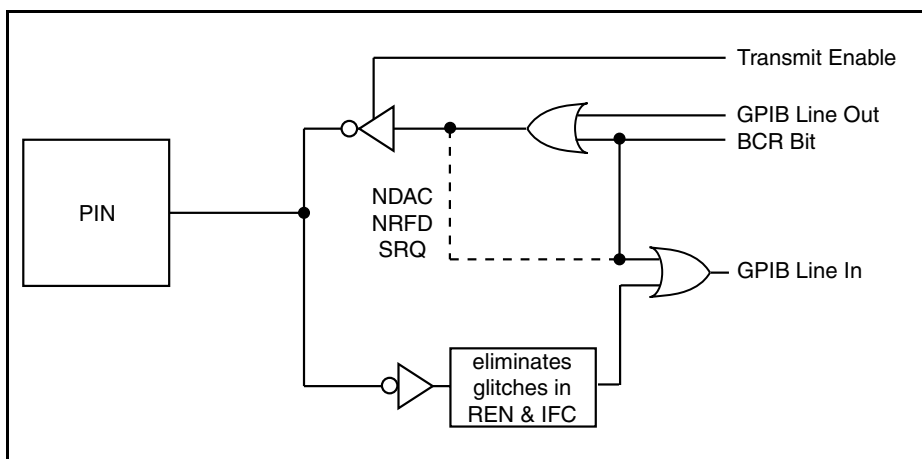 Transmit Enable
GPIB Line Out
BCR Bit
PIN
NDAC
NRFD
SRQ
GPIB Line In
eliminates
glitches in
REN & IFC